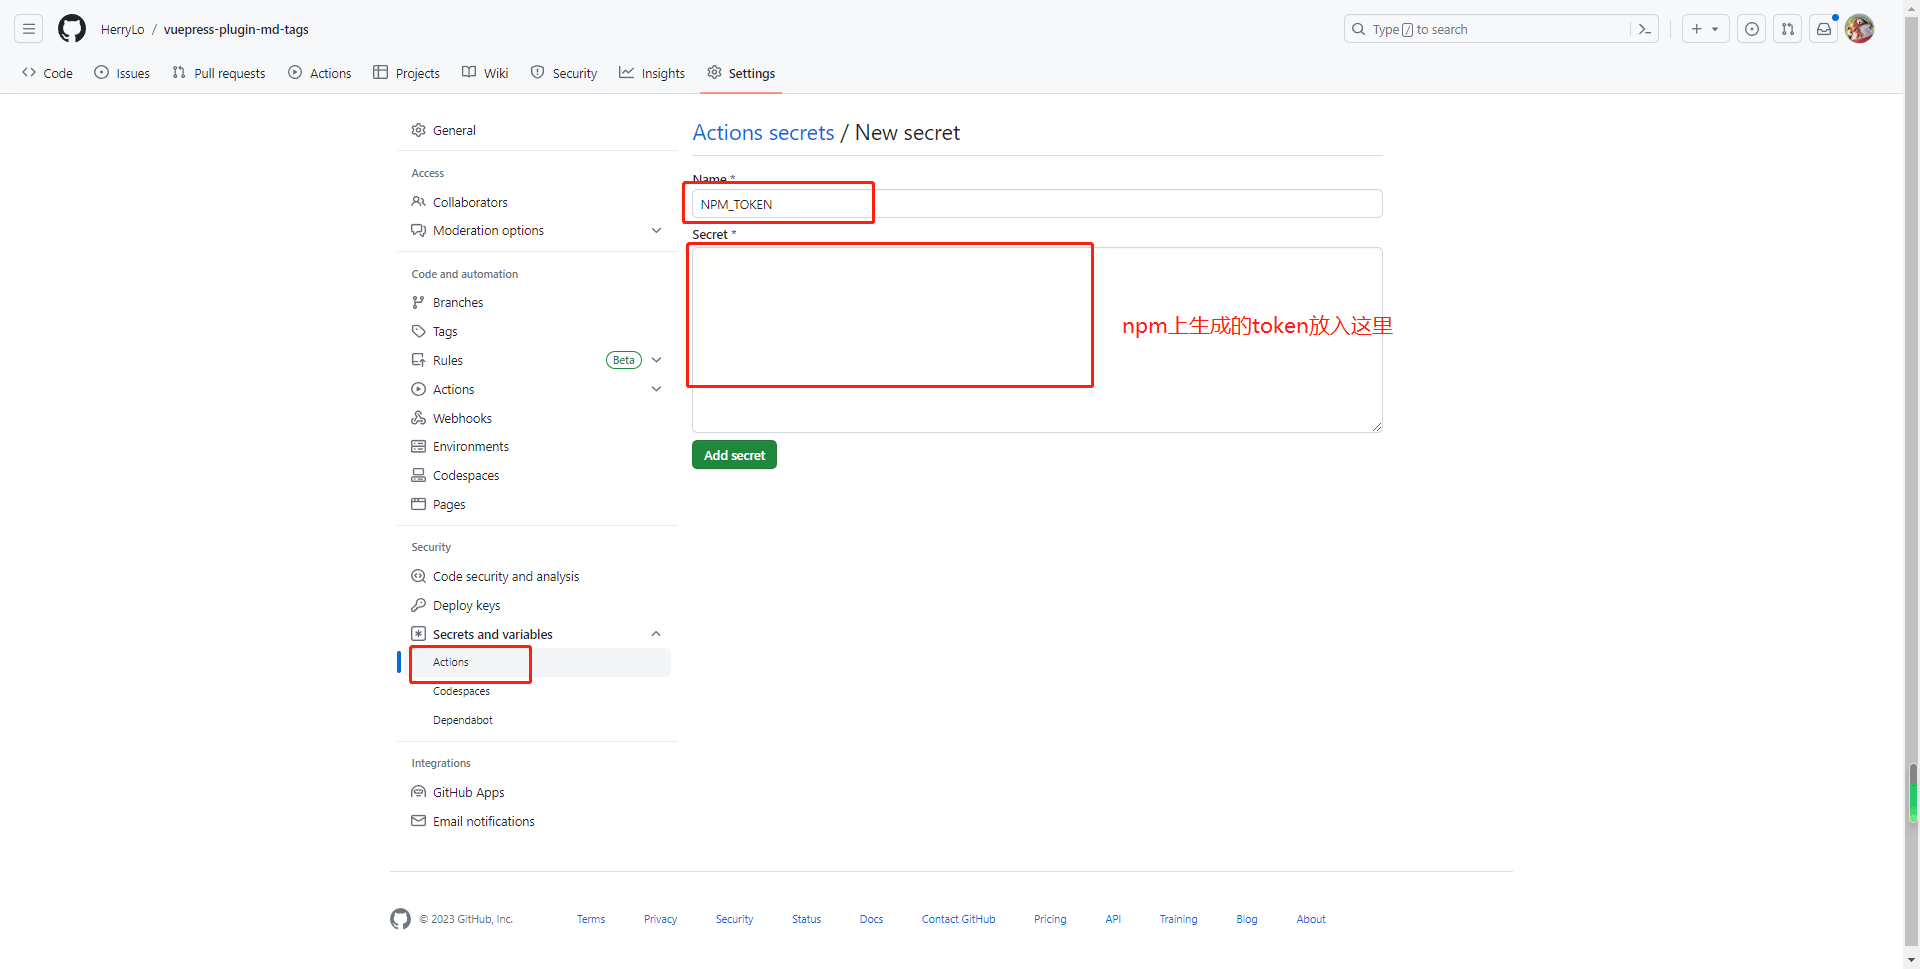 HerryLo / vuepress-plugin-md-tags
Type / to search
Code Issues Pull requests Actions Projects Wiki Security Insights Settings
General
Access
Collaborators
Moderation options
Code and automation
Branches
Tags
Rules Beta
Actions
Webhooks
Environments
Codespaces
Pages
Security
Code security and analysis
Deploy keys
Secrets and variables
Actions
Codespaces
Dependabot
Integrations
GitHub Apps
Email notifications
Actions secrets / New secret
Name *
NPM_TOKEN
Secret *
npm上生成的token放入这里
Add secret
© 2023 GitHub, Inc. Terms Privacy Security Status Docs Contact GitHub Pricing API Training Blog About